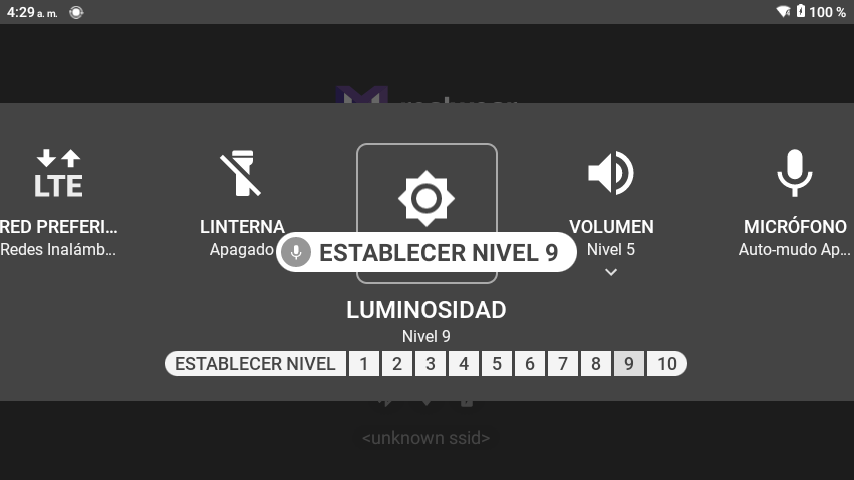 4:29 a. m.
100 %
LTE
RED PREFERI...
Redes Inalámb...
LINTERNA
Apagado
ESTABLECER NIVEL 9
VOLUMEN
Nivel 5
MICRÓFONO
Auto-mudo Ap...
LUMINOSIDAD
Nivel 9
ESTABLECER NIVEL 1 2 3 4 5 6 7 8 9 10
<unknown ssid>